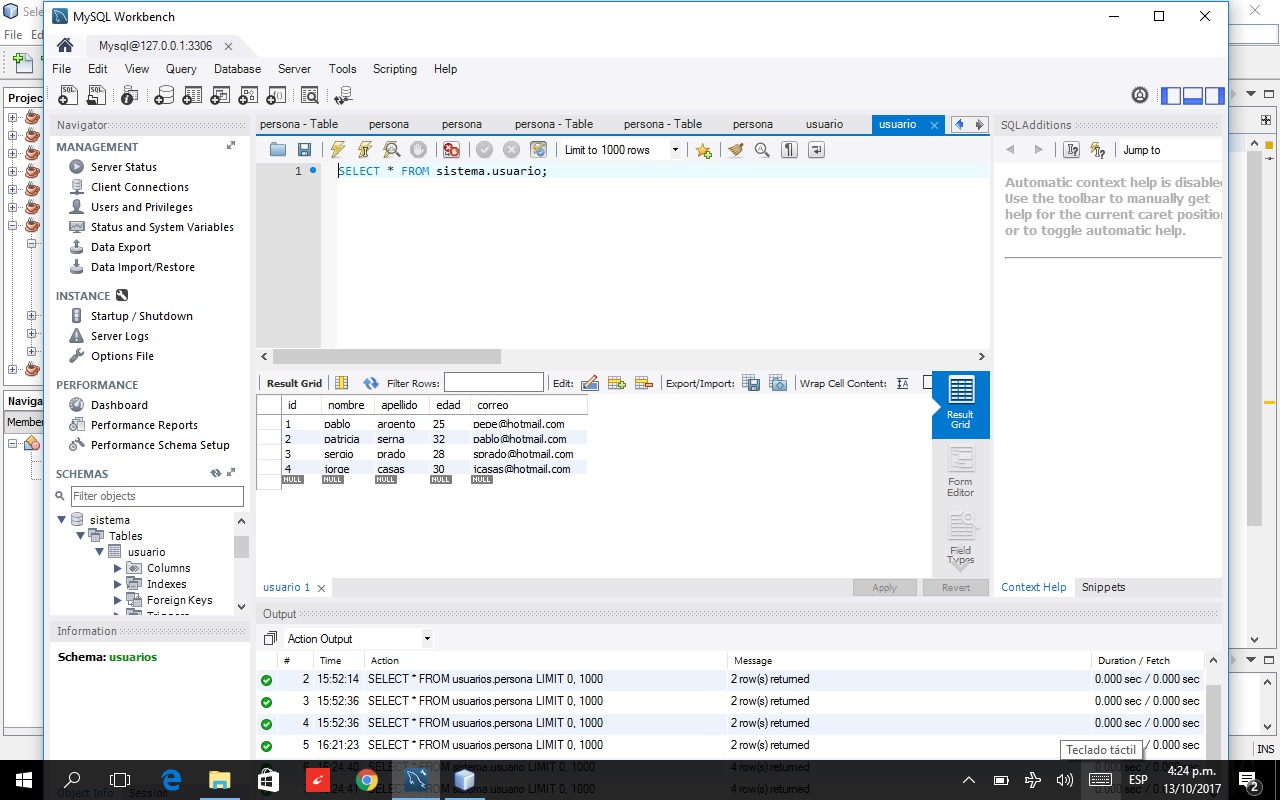 Sele
MySQL Workbench
File Ed
Mysql@127.0.0.1:3306
File Edit View Query Database Server Tools Scripting Help
Projec
Navigator
persona - Table persona persona persona - Table persona - Table persona usuario usuario
SQLAdditions
MANAGEMENT
Server Status
Client Connections
Users and Privileges
Status and System Variables
Data Export
Data Import/Restore
INSTANCE
Startup / Shutdown
Server Logs
Options File
PERFORMANCE
Dashboard
Performance Reports
Performance Schema Setup
SCHEMAS
Filter objects
sistema
Tables
usuario
Columns
Indexes
Foreign Keys
Triggers
Naviga
Member
Limit to 1000 rows
1 SELECT * FROM sistema.usuario;
Jump to
Automatic context help is disabled
Use the toolbar to manually get
help for the current caret position
or to toggle automatic help.
Result Grid Filter Rows: Edit: Export/Import: Wrap Cell Content:
id nombre apellido edad correo
1 pablo argento 25 pepe@hotmail.com
2 patricia serna 32 pablo@hotmail.com
3 sergio prado 28 sprado@hotmail.com
4 jorge casas 30 jcasas@hotmail.com
NULL NULL NULL NULL NULL
Result
Grid
Form
Editor
Field
Types
usuario 1
Apply Revert
Context Help Snippets
Information
Schema: usuarios
Output
Action Output
# Time Action Message Duration / Fetch
2 15:52:14 SELECT * FROM usuarios.persona LIMIT 0, 1000 2 row(s) returned 0.000 sec / 0.000 sec
3 15:52:36 SELECT * FROM usuarios.persona LIMIT 0, 1000 2 row(s) returned 0.000 sec / 0.000 sec
4 15:52:36 SELECT * FROM usuarios.persona LIMIT 0, 1000 2 row(s) returned 0.000 sec / 0.000 sec
5 16:21:23 SELECT * FROM usuarios.persona LIMIT 0, 1000 2 row(s) returned / 0.000 sec
Teclado táctil
INS
6 16:24:40 SELECT * FROM sistema.usuario LIMIT 0, 1000 4 row(s) returned
Object Info Session
ESP
4:24 p.m.
13/10/2017
2